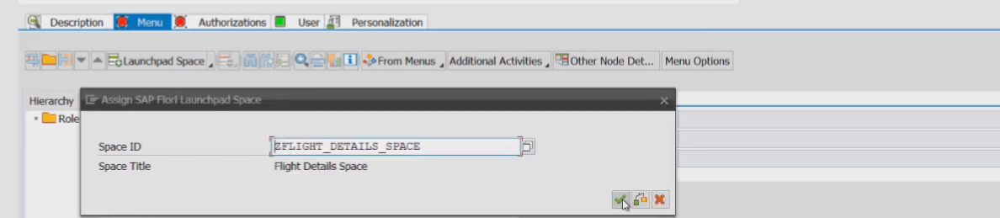 Description Menu Authorizations User Personalization
Launchpad Space From Menus Additional Activities Other Node Det... Menu Options
Hierarchy
Assign SAP Fiori Launchpad Space
Role
Space ID ZFLIGHT_DETAILS_SPACE
Space Title Flight Details Space